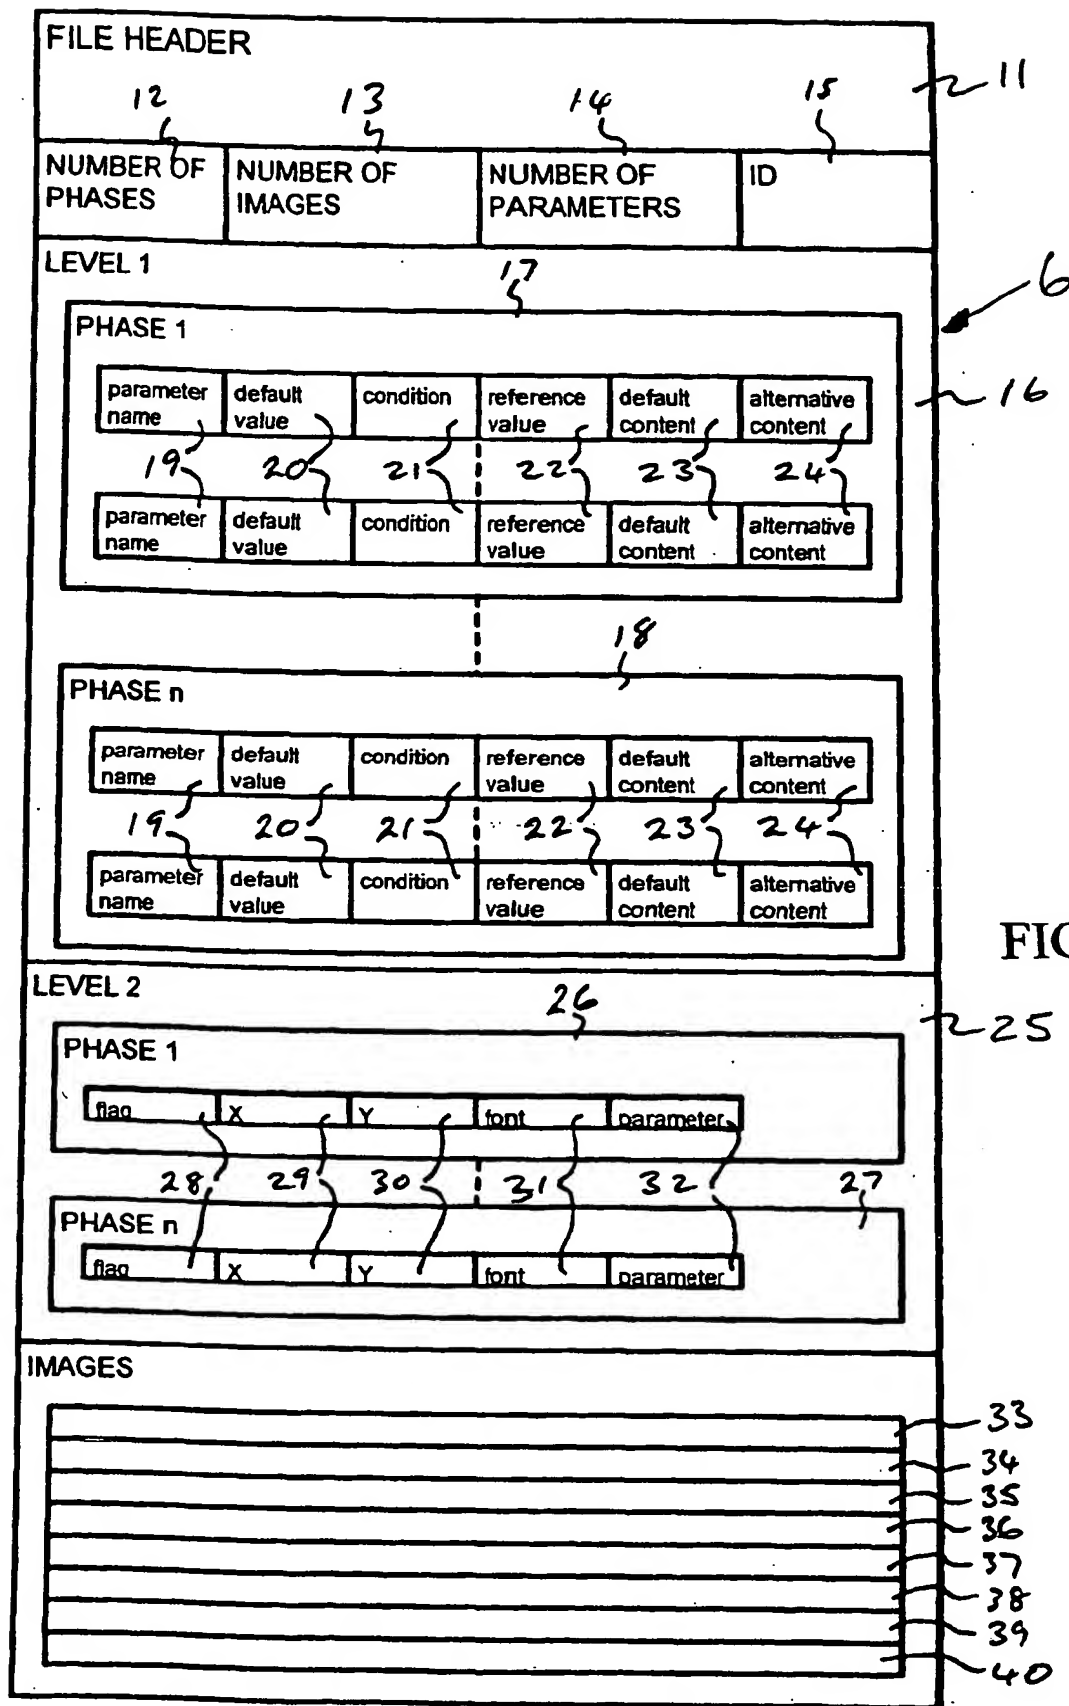 FILE HEADER
11
12 13 14 15
NUMBER OF PHASES
NUMBER OF IMAGES
NUMBER OF PARAMETERS
ID
LEVEL 1
17
6
PHASE 1
16
parameter name
default value
condition
reference value
default content
alternative content
19 20 21 22 23 24
parameter name
default value
condition
reference value
default content
alternative content
18
PHASE n
parameter name
default value
condition
reference value
default content
alternative content
19 20 21 22 23 24
parameter name
default value
condition
reference value
default content
alternative content
FIG
LEVEL 2
26
25
PHASE 1
flag X Y font parameter
28 29 30 31 32 27
PHASE n
flag X Y font parameter
IMAGES
33
34
35
36
37
38
39
40